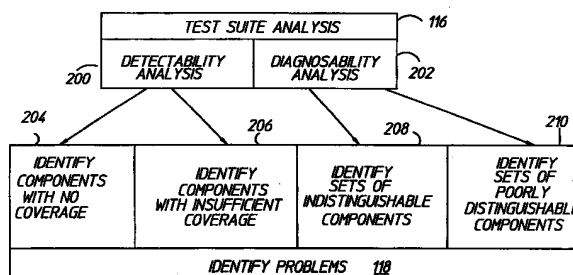 TEST SUITE ANALYSIS
116
DETECTABILITY
ANALYSIS
DIAGNOSABILITY
ANALYSIS
200
202
204
IDENTIFY
COMPONENTS
WITH NO
COVERAGE
206
IDENTIFY
COMPONENTS
WITH INSUFFICIENT
COVERAGE
208
IDENTIFY
SETS OF
INDISTINGUISHABLE
COMPONENTS
210
IDENTIFY
SETS OF
POORLY
DISTINGUISHABLE
COMPONENTS
IDENTIFY PROBLEMS 118